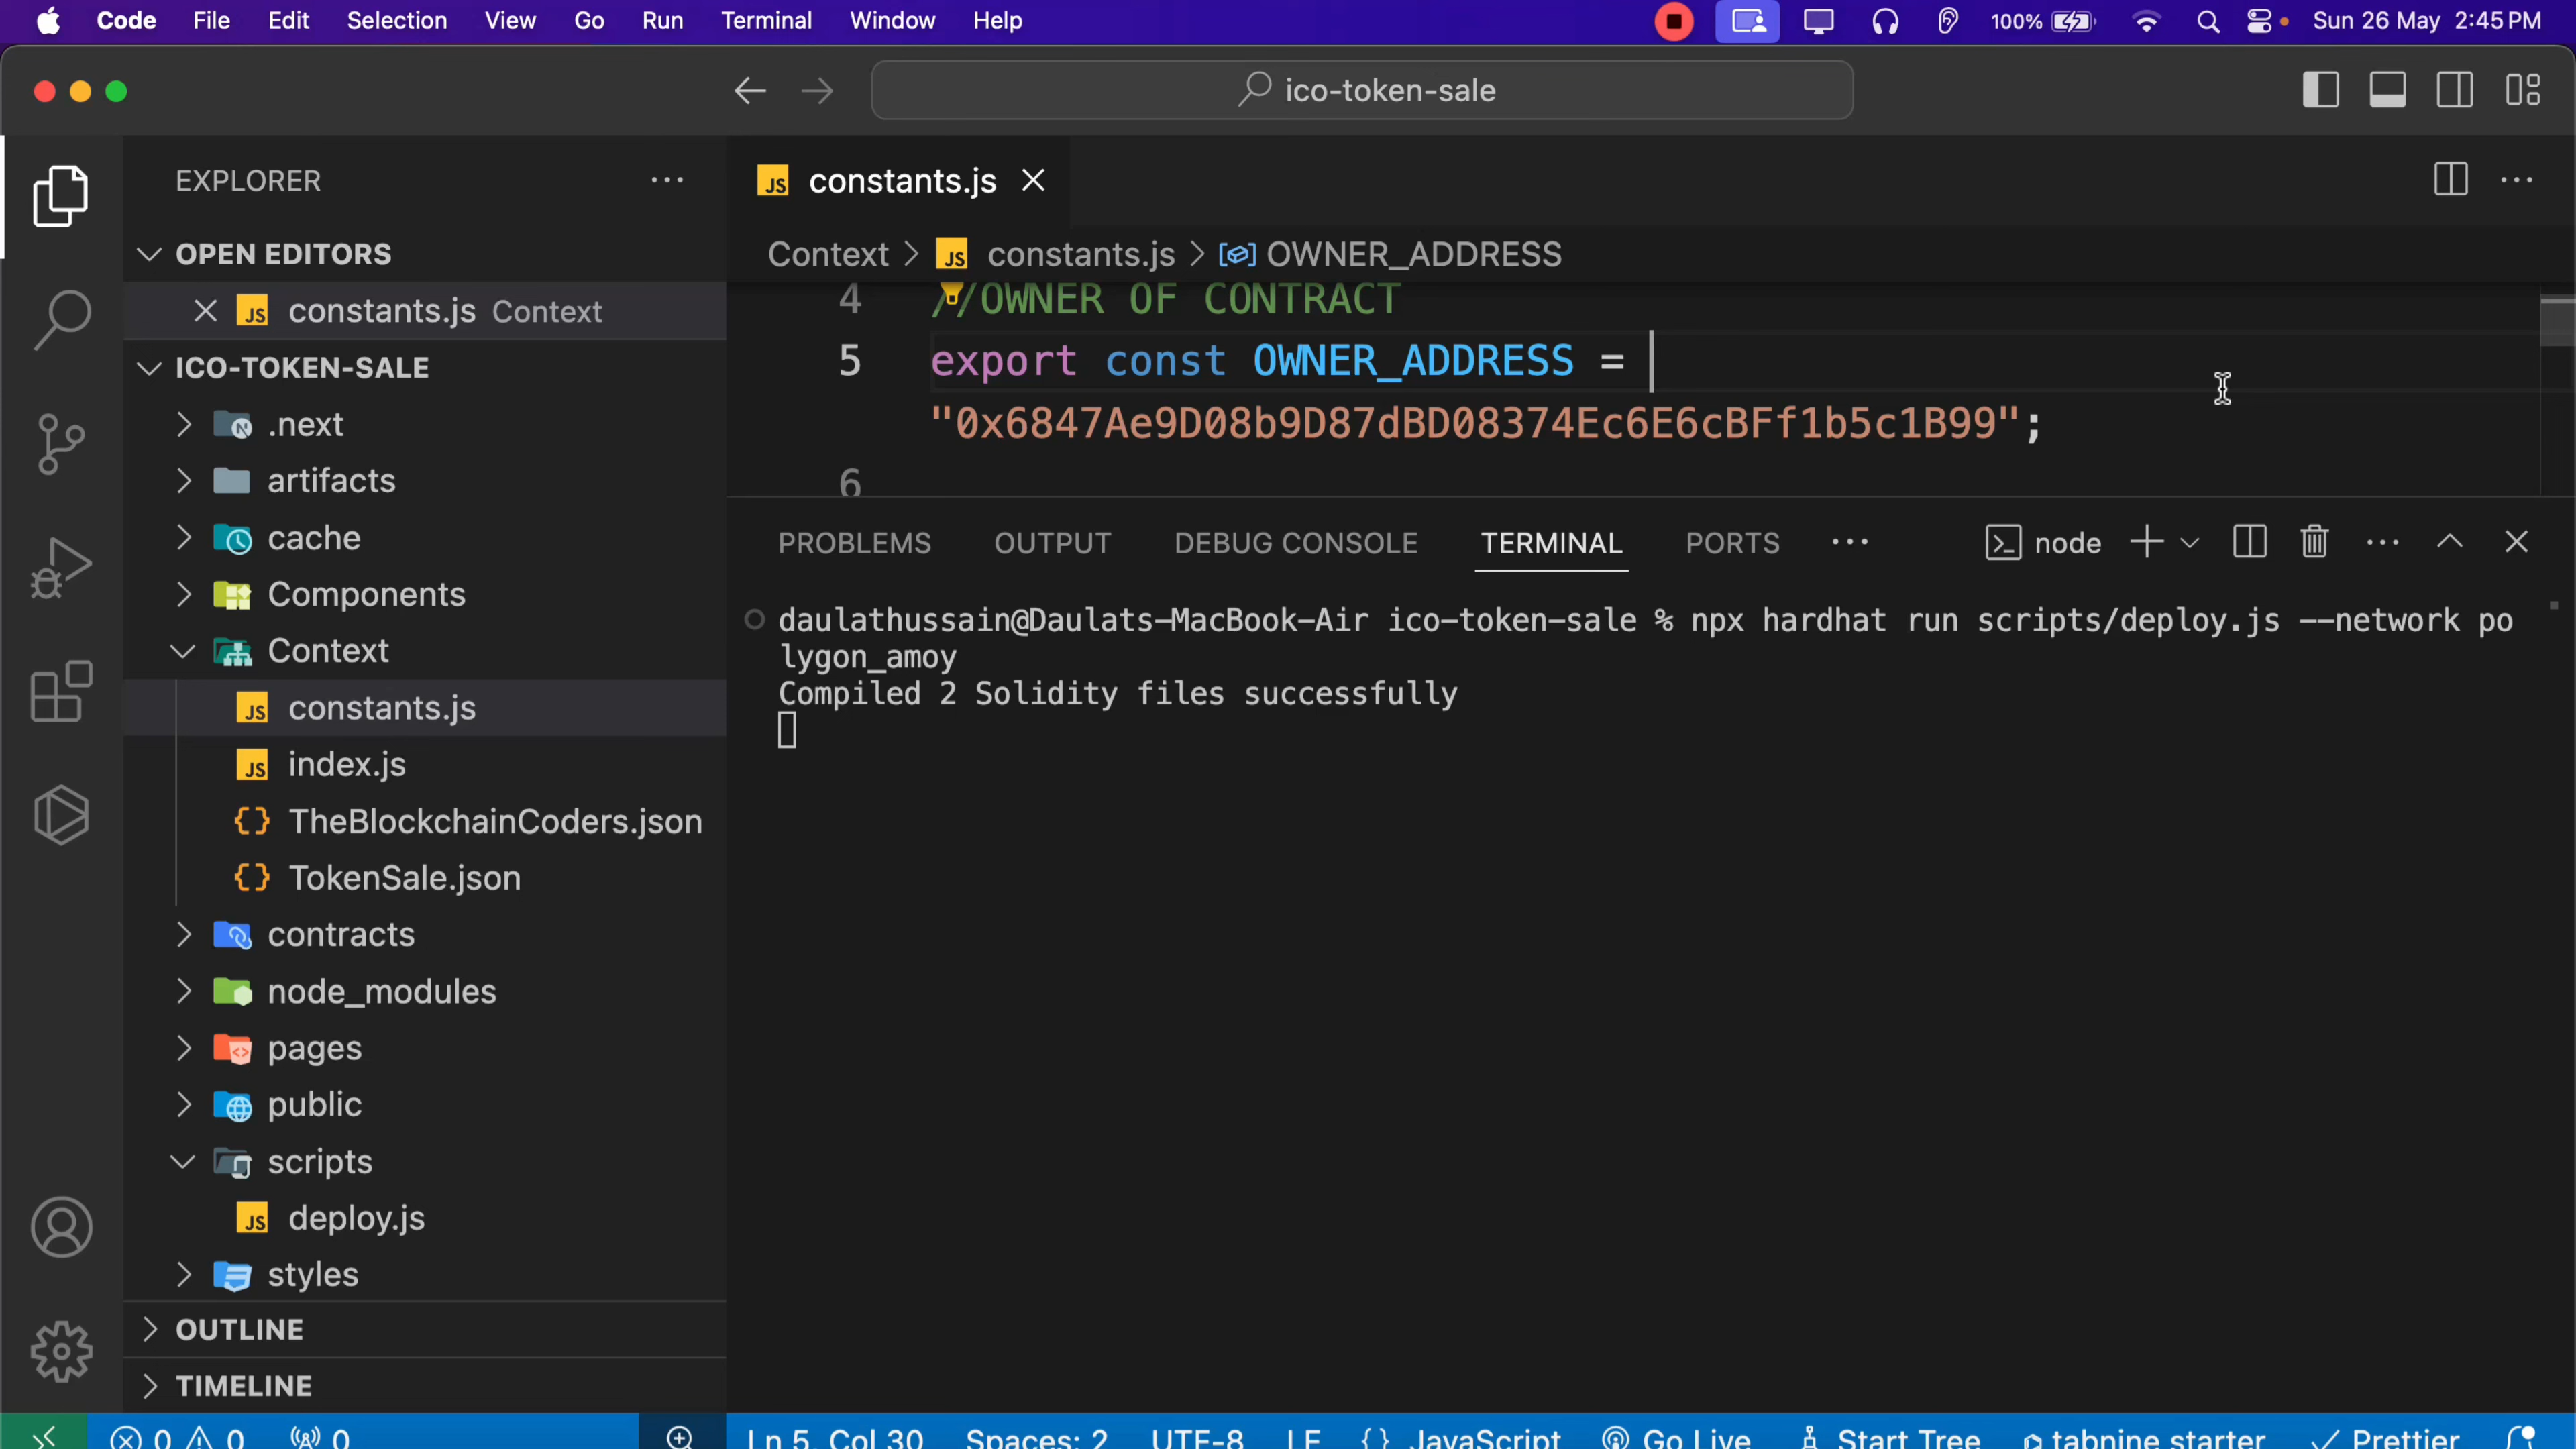 Code File Edit Selection View Go Run Terminal Window Help 100% Sun 26 May 2:45 PM
ico-token-sale
EXPLORER
OPEN EDITORS
constants.js Context
ICO-TOKEN-SALE
.next
artifacts
cache
Components
Context
constants.js
index.js
TheBlockchainCoders.json
TokenSale.json
contracts
node_modules
pages
public
scripts
deploy.js
styles
OUTLINE
TIMELINE
constants.js
Context > constants.js > OWNER_ADDRESS
4 //OWNER OF CONTRACT
5 export const OWNER_ADDRESS =
"0x6847Ae9D08b9D87dBD08374Ec6E6cBFf1b5c1B99";
6
PROBLEMS OUTPUT DEBUG CONSOLE TERMINAL PORTS node
daulathussain@Daulats-MacBook-Air ico-token-sale % npx hardhat run scripts/deploy.js --network po
lygon_amoy
Compiled 2 Solidity files successfully
0 0 0 Ln 5, Col 30 Spaces: 2 UTF-8 LF {} JavaScript Go Live Start Tree tabnine starter Prettier